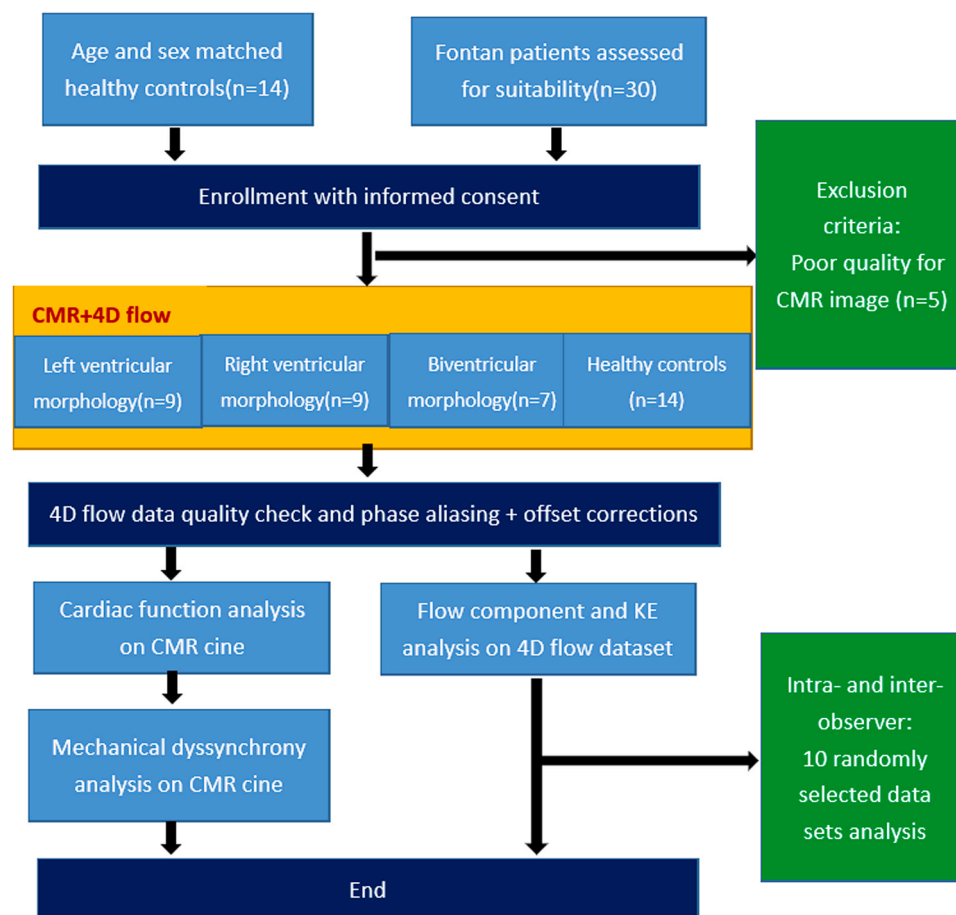 Age and sex matched
healthy controls(n=14)
Fontan patients assessed
for suitability(n=30)
Enrollment with informed consent
Exclusion
criteria:
Poor quality for
CMR image (n=5)
CMR+4D flow
Left ventricular
morphology(n=9)
Right ventricular
morphology(n=9)
Biventricular
morphology(n=7)
Healthy controls
(n=14)
4D flow data quality check and phase aliasing + offset corrections
Cardiac function analysis
on CMR cine
Flow component and KE
analysis on 4D flow dataset
Mechanical dyssynchrony
analysis on CMR cine
Intra- and inter-
observer:
10 randomly
selected data
sets analysis
End